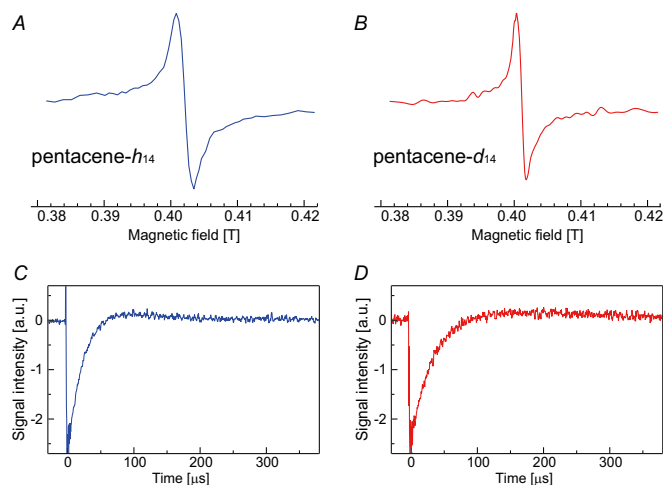 A
B
pentacene-h₁₄
pentacene-d₁₄
0.38 0.39 0.40 0.41 0.42
0.38 0.39 0.40 0.41 0.42
Magnetic field [T]
Magnetic field [T]
C
D
Signal intensity [a.u.]
0
-1
-2
0 100 200 300
Time [μs]
Signal intensity [a.u.]
0
-1
-2
0 100 200 300
Time [μs]